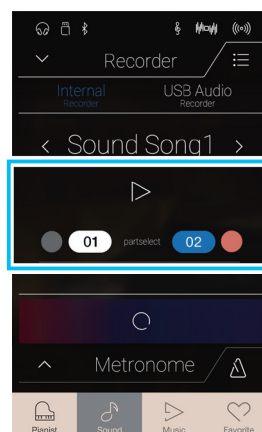 Recorder
Internal
Recorder
USB Audio
Recorder
Sound Song1
01 partselect 02
Metronome
Pianist Sound Music Favorite